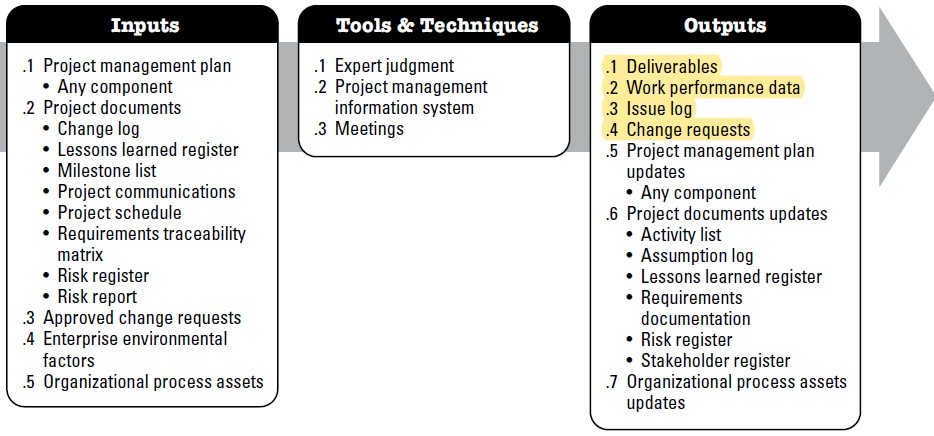 Inputs
.1 Project management plan
• Any component
.2 Project documents
• Change log
• Lessons learned register
• Milestone list
• Project communications
• Project schedule
• Requirements traceability
matrix
• Risk register
• Risk report
.3 Approved change requests
.4 Enterprise environmental
factors
.5 Organizational process assets
Tools & Techniques
.1 Expert judgment
.2 Project management
information system
.3 Meetings
Outputs
.1 Deliverables
.2 Work performance data
.3 Issue log
.4 Change requests
.5 Project management plan
updates
• Any component
.6 Project documents updates
• Activity list
• Assumption log
• Lessons learned register
• Requirements
documentation
• Risk register
• Stakeholder register
.7 Organizational process assets
updates